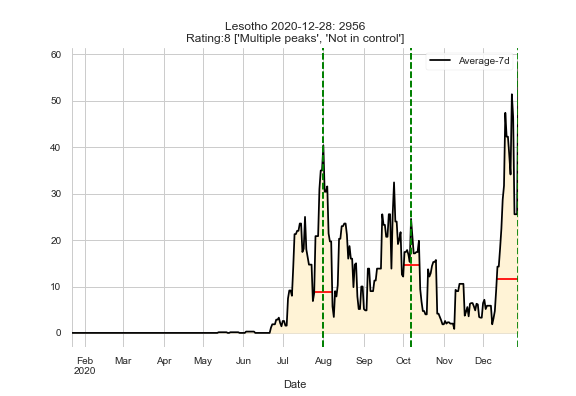 Lesotho 2020-12-28: 2956
Rating:8 ['Multiple peaks', 'Not in control']
Average-7d
60
50
40
30
20
10
0
Feb Mar Apr May Jun Jul Aug Sep Oct Nov Dec
2020
Date